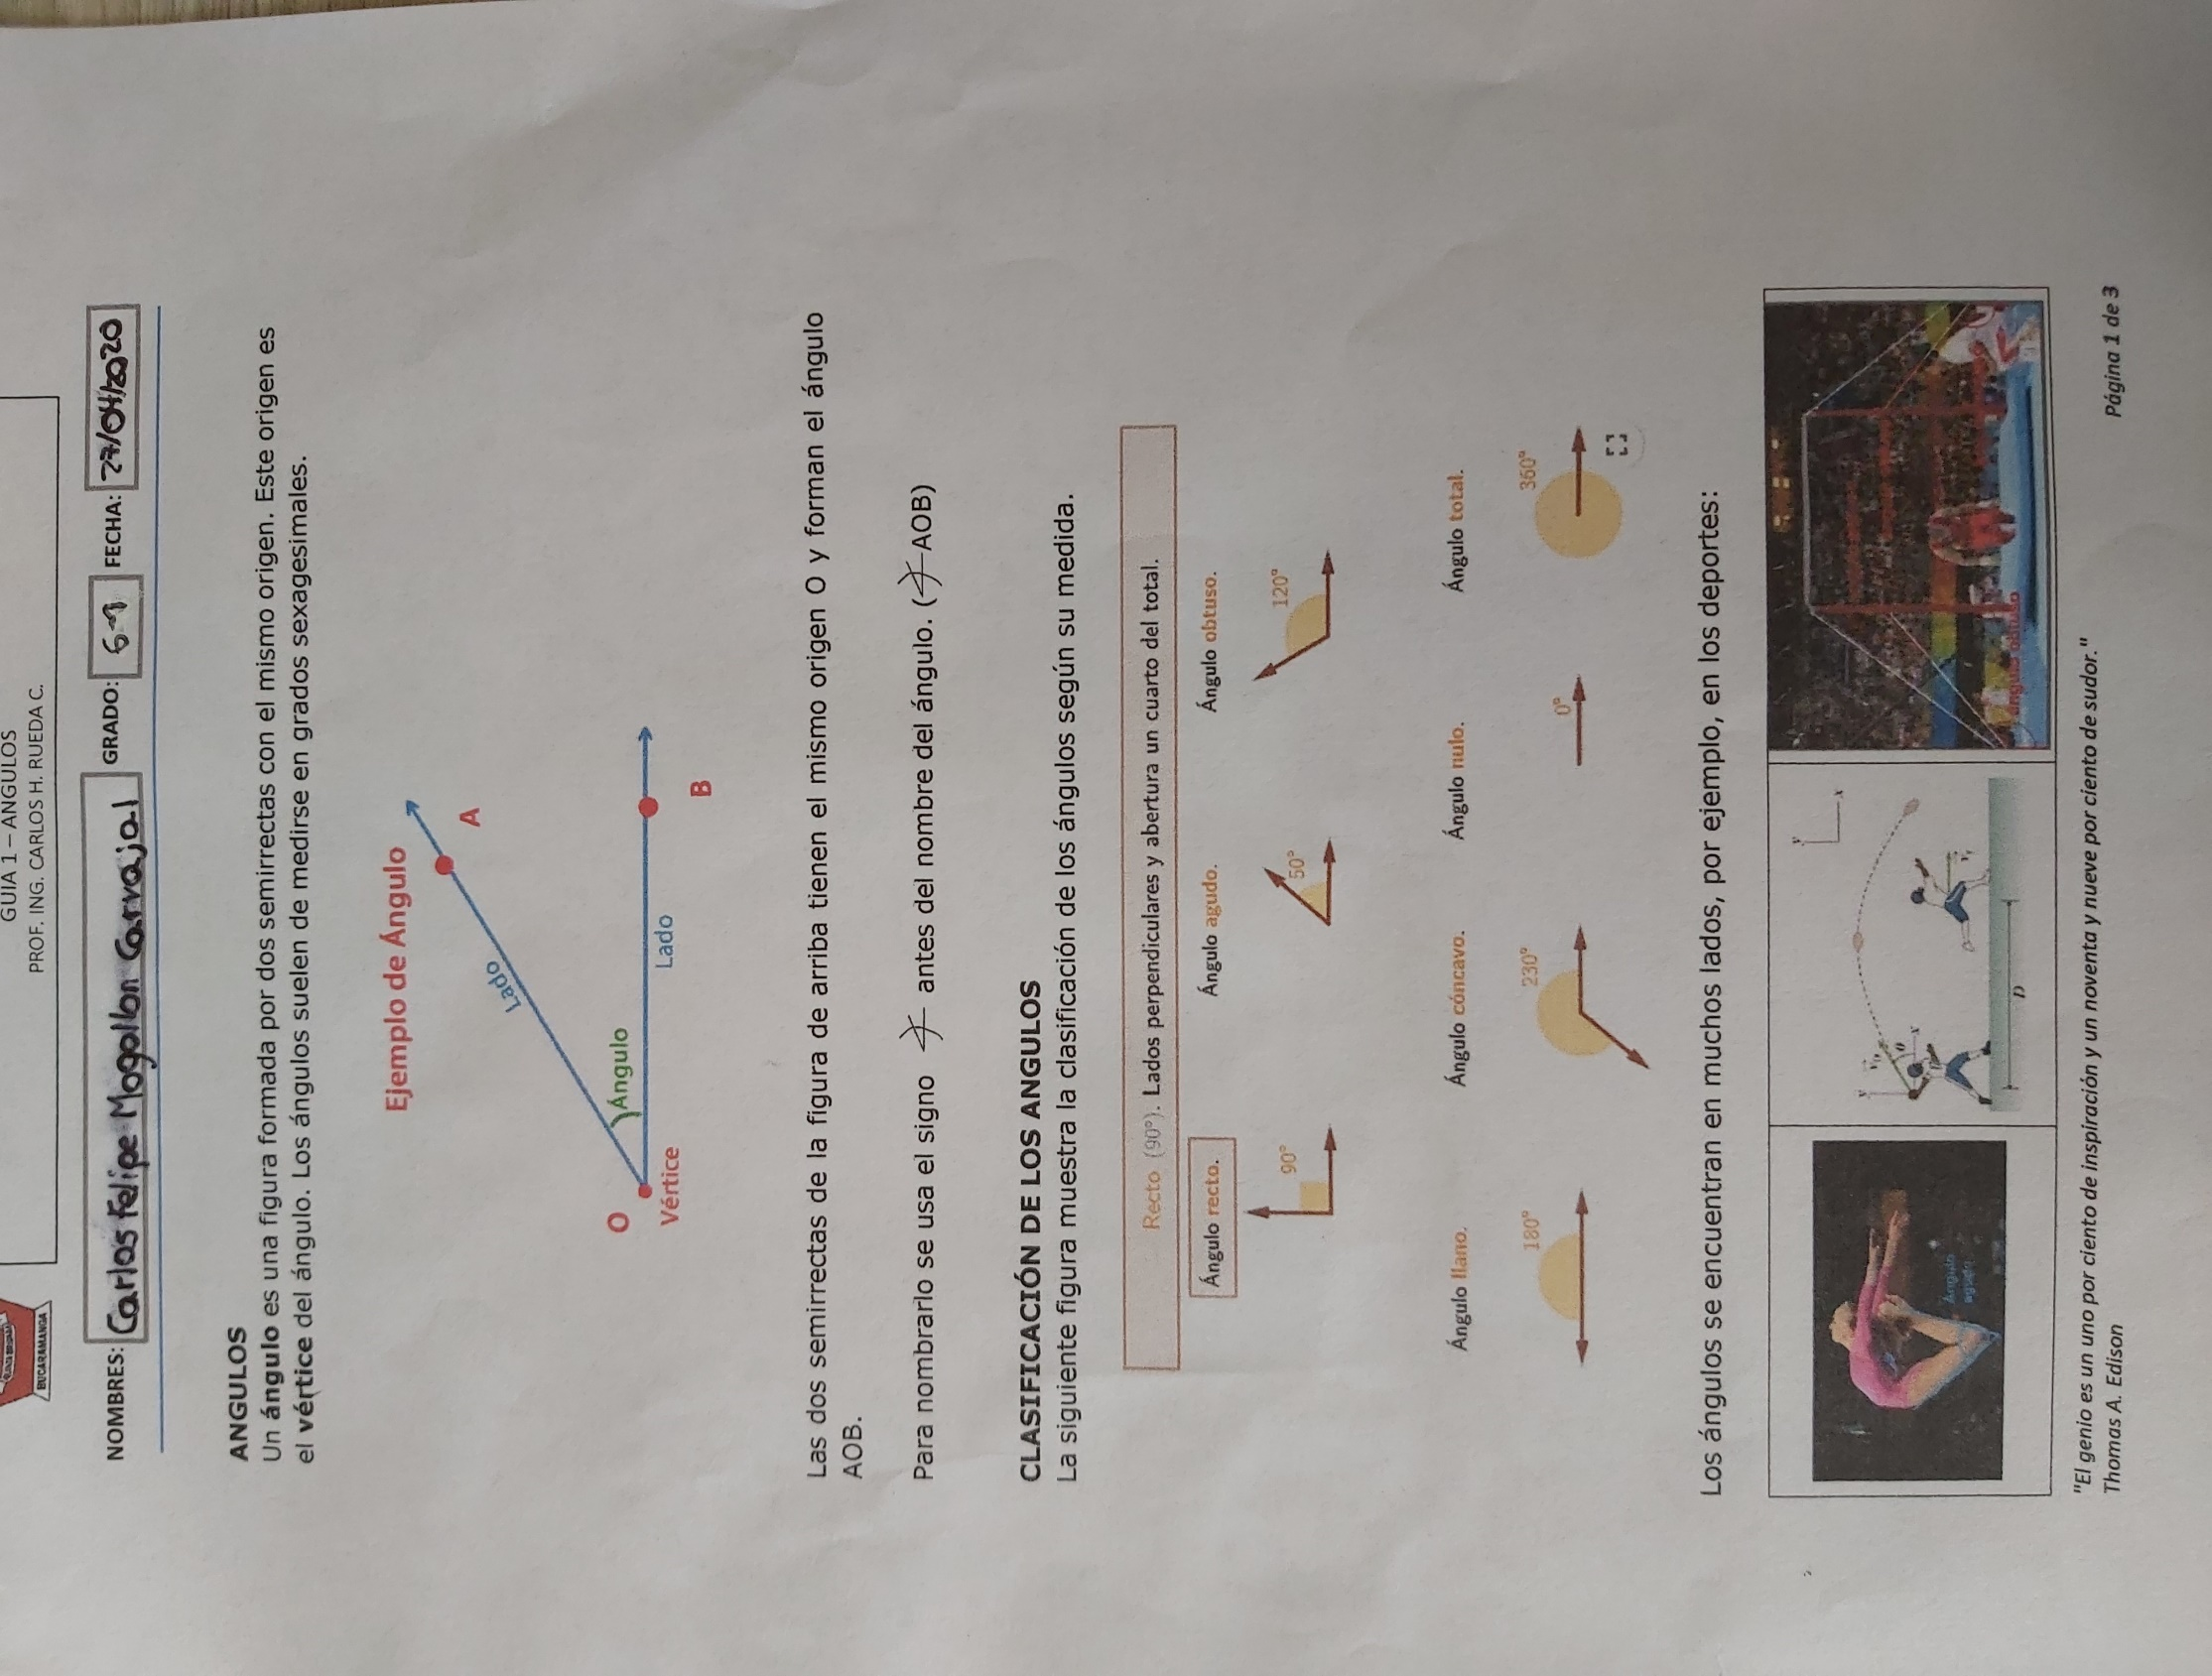 GUIA 1 – ANGULOS
PROF. ING. CARLOS H. RUEDA C.
BUCARAMANGA
NOMBRES: Carlos Felipe Mogollon Carvajal GRADO: 6-1 FECHA: 27/04/2020
ANGULOS
Un ángulo es una figura formada por dos semirrectas con el mismo origen. Este origen es
el vértice del ángulo. Los ángulos suelen de medirse en grados sexagesimales.
Ejemplo de Ángulo
A
Lado
O
Ángulo
Vértice
Lado
B
Las dos semirrectas de la figura de arriba tienen el mismo origen O y forman el ángulo
AOB.
Para nombrarlo se usa el signo ∡ antes del nombre del ángulo. (∡AOB)
CLASIFICACIÓN DE LOS ANGULOS
La siguiente figura muestra la clasificación de los ángulos según su medida.
Recto (90°). Lados perpendiculares y abertura un cuarto del total.
Ángulo recto. Ángulo agudo. Ángulo obtuso.
90° 50° 120°
Ángulo llano. Ángulo cóncavo. Ángulo nulo. Ángulo total.
180° 230° 0° 360°
Los ángulos se encuentran en muchos lados, por ejemplo, en los deportes:
Ángulo
agudo
y
x
y
x
D
Ángulo obtuso
"El genio es un uno por ciento de inspiración y un noventa y nueve por ciento de sudor."
Thomas A. Edison
Página 1 de 3